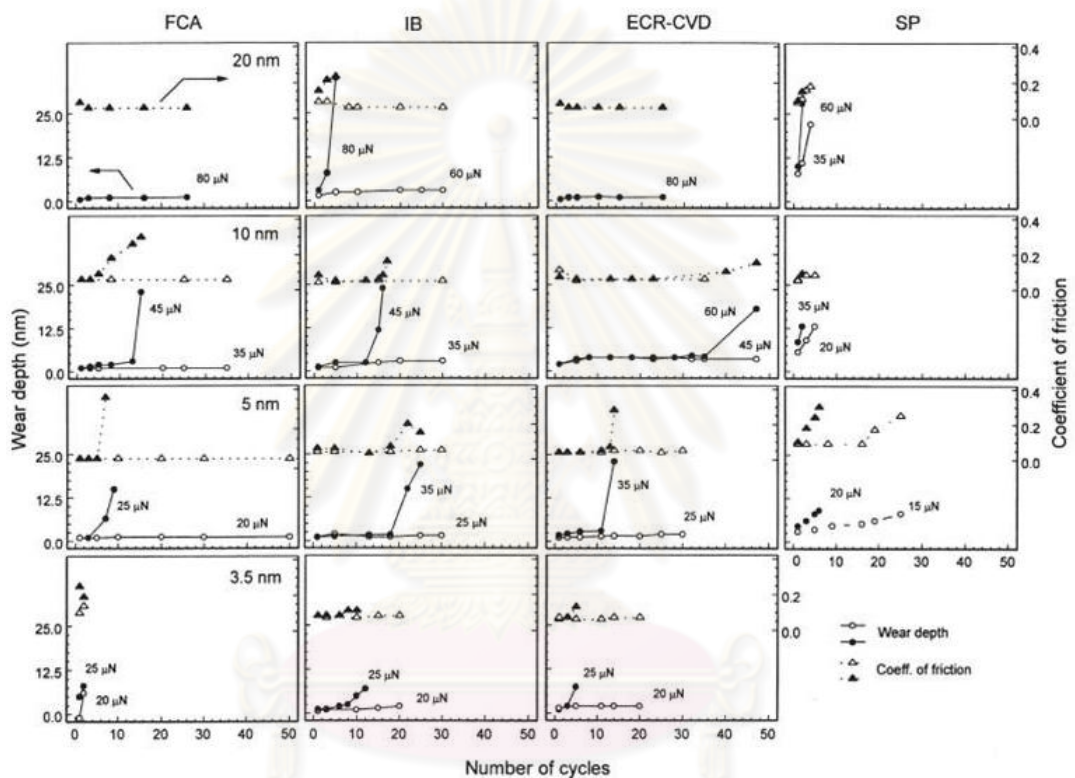 FCA IB ECR-CVD SP
20 nm
80 μN
80 μN
60 μN
80 μN
60 μN
35 μN
25.0
12.5
0.0
0.4
0.2
0.0
10 nm
45 μN
35 μN
45 μN
35 μN
60 μN
45 μN
35 μN
20 μN
25.0
12.5
0.0
0.4
0.2
0.0
5 nm
25 μN
20 μN
35 μN
25 μN
35 μN
25 μN
20 μN
15 μN
25.0
12.5
0.0
0.4
0.2
0.0
0 10 20 30 40 50
3.5 nm
25 μN
20 μN
25 μN
20 μN
25 μN
20 μN
25.0
12.5
0.0
0.2
0.0
0 10 20 30 40 50
0 10 20 30 40 50
0 10 20 30 40 50
Wear depth (nm)
Coefficient of friction
Number of cycles
Wear depth
Coeff. of friction